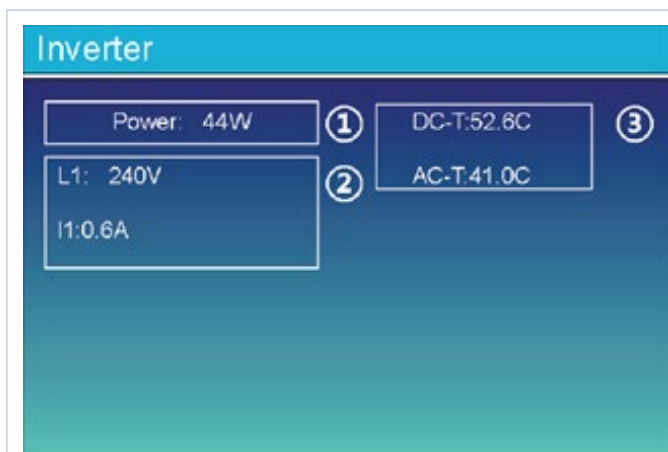 Inverter
Power: 44W
①
L1: 240V
②
I1:0.6A
DC-T:52.6C
③
AC-T:41.0C